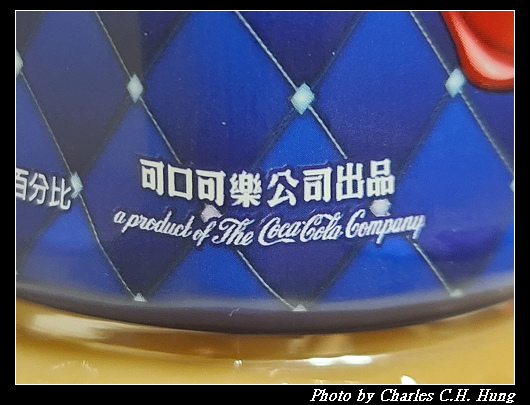 百分比
可口可樂公司出品
a product of The Coca-Cola Company
Photo by Charles C.H. Hung